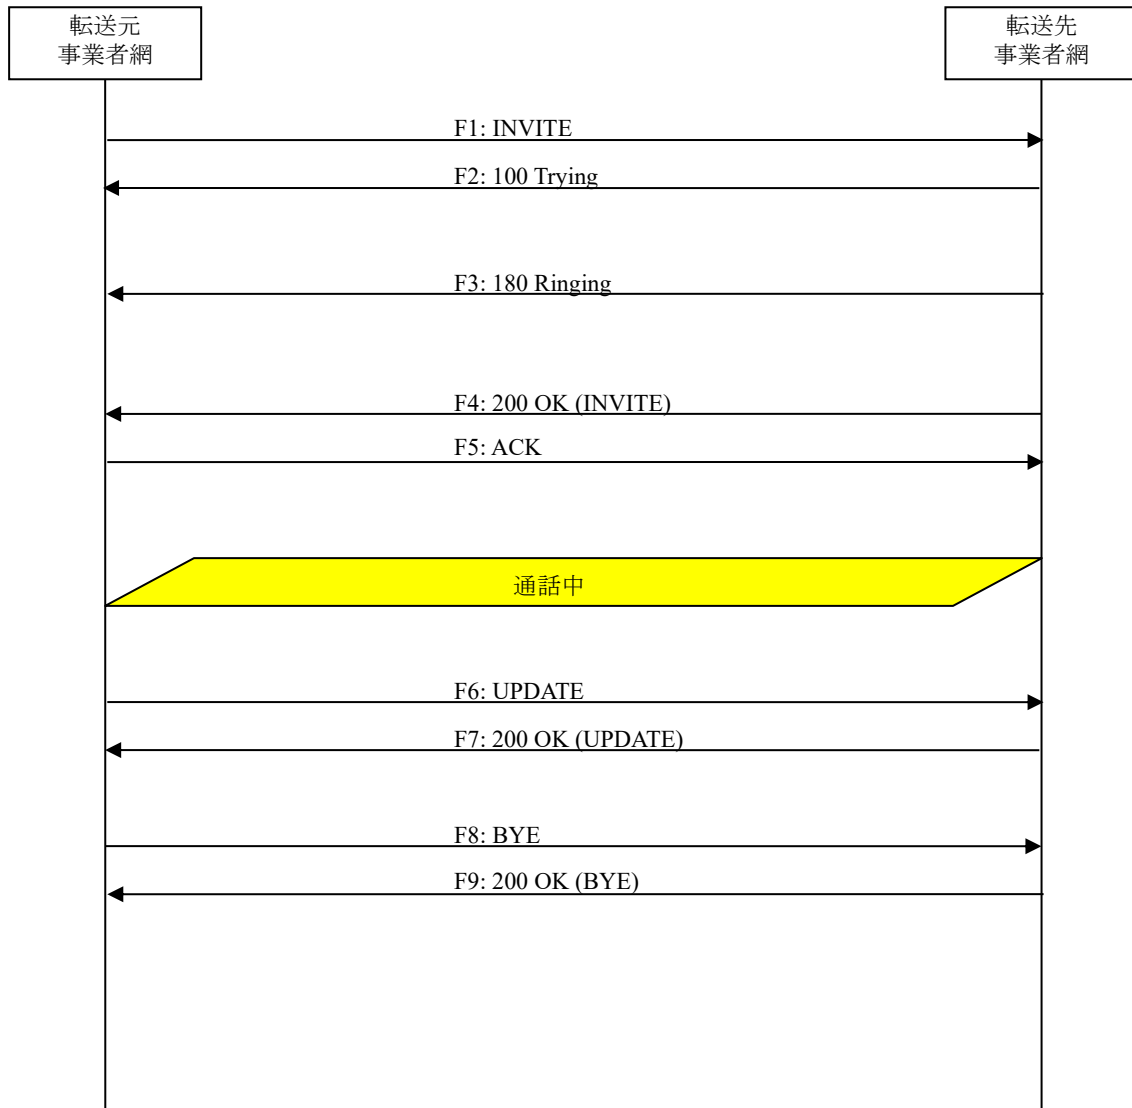 転送元
事業者網
転送先
事業者網
F1: INVITE
F2: 100 Trying
F3: 180 Ringing
F4: 200 OK (INVITE)
F5: ACK
通話中
F6: UPDATE
F7: 200 OK (UPDATE)
F8: BYE
F9: 200 OK (BYE)